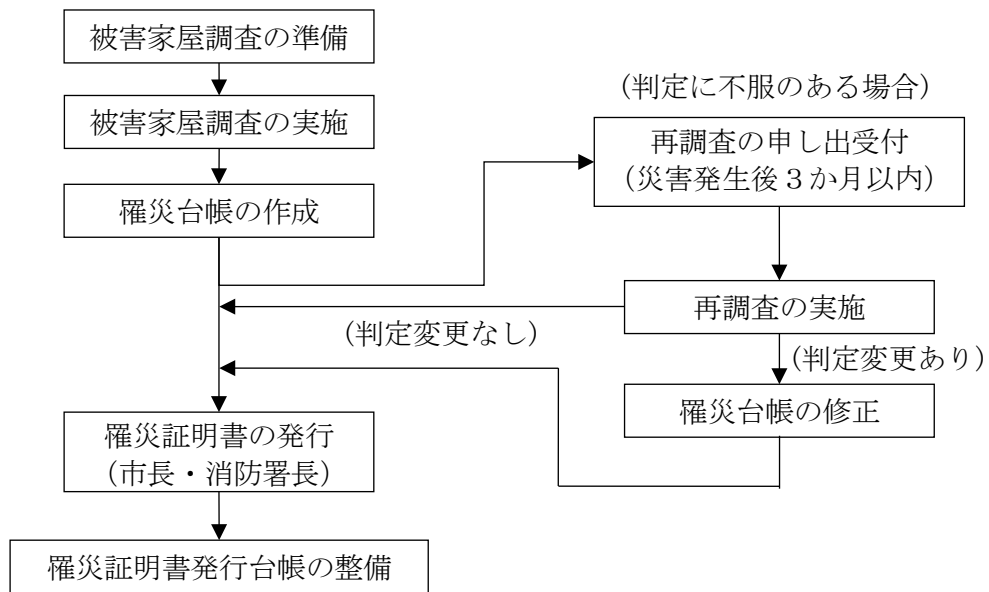 被害家屋調査の準備
被害家屋調査の実施
罹災台帳の作成
(判定に不服のある場合)
再調査の申し出受付
(災害発生後３か月以内)
再調査の実施
(判定変更なし)
(判定変更あり)
罹災台帳の修正
罹災証明書の発行
(市長・消防署長)
罹災証明書発行台帳の整備